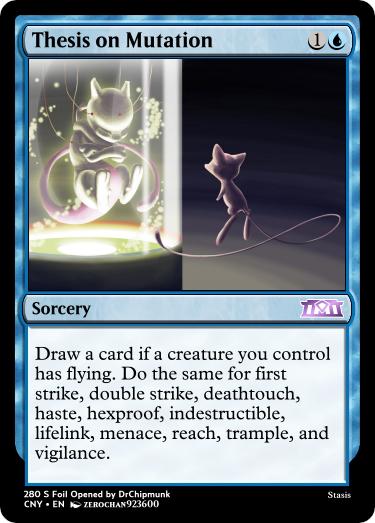 Thesis on Mutation 1
Sorcery
Draw a card if a creature you control
has flying. Do the same for first
strike, double strike, deathtouch,
haste, hexproof, indestructible,
lifelink, menace, reach, trample, and
vigilance.
280 S Foil Opened by DrChipmunk Stasis
CNY • EN ZEROCHAN923600